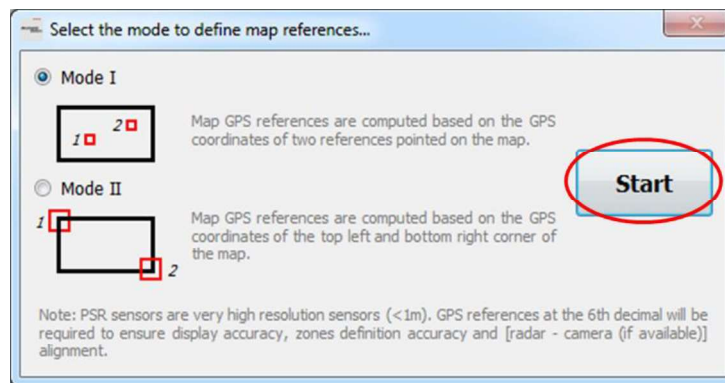 Select the mode to define map references...
Mode I
1
2
Map GPS references are computed based on the GPS
coordinates of two references pointed on the map.
Start
Mode II
1
2
Map GPS references are computed based on the GPS
coordinates of the top left and bottom right corner of
the map.
Note: PSR sensors are very high resolution sensors (<1m). GPS references at the 6th decimal will be
required to ensure display accuracy, zones definition accuracy and [radar - camera (if available)]
alignment.